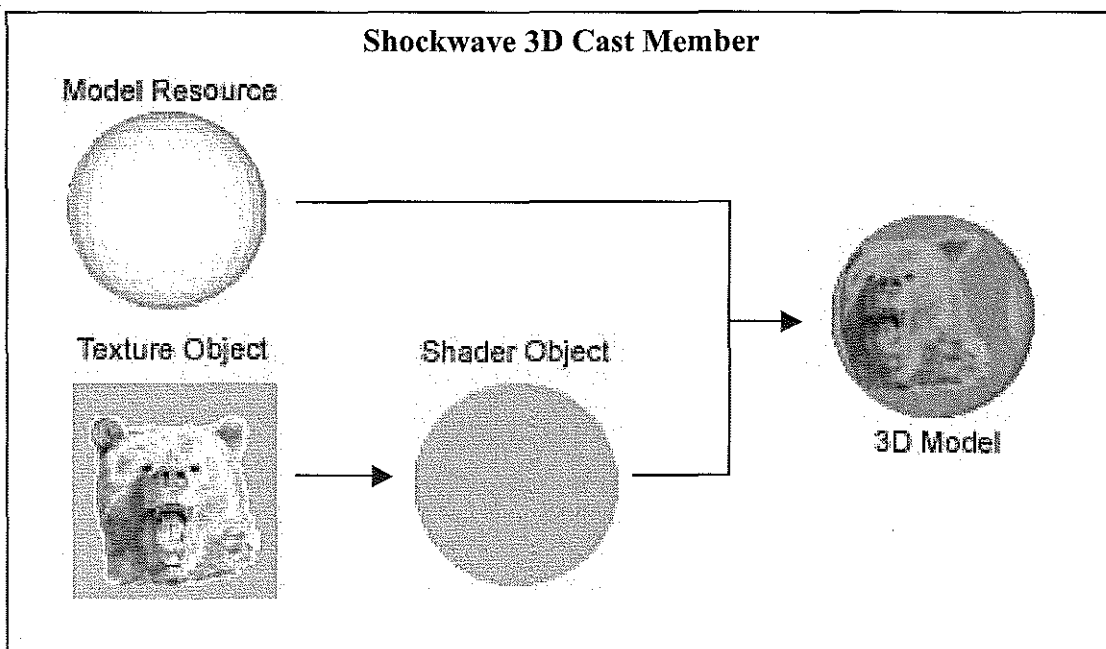 Shockwave 3D Cast Member
Model Resource
Texture Object
Shader Object
3D Model